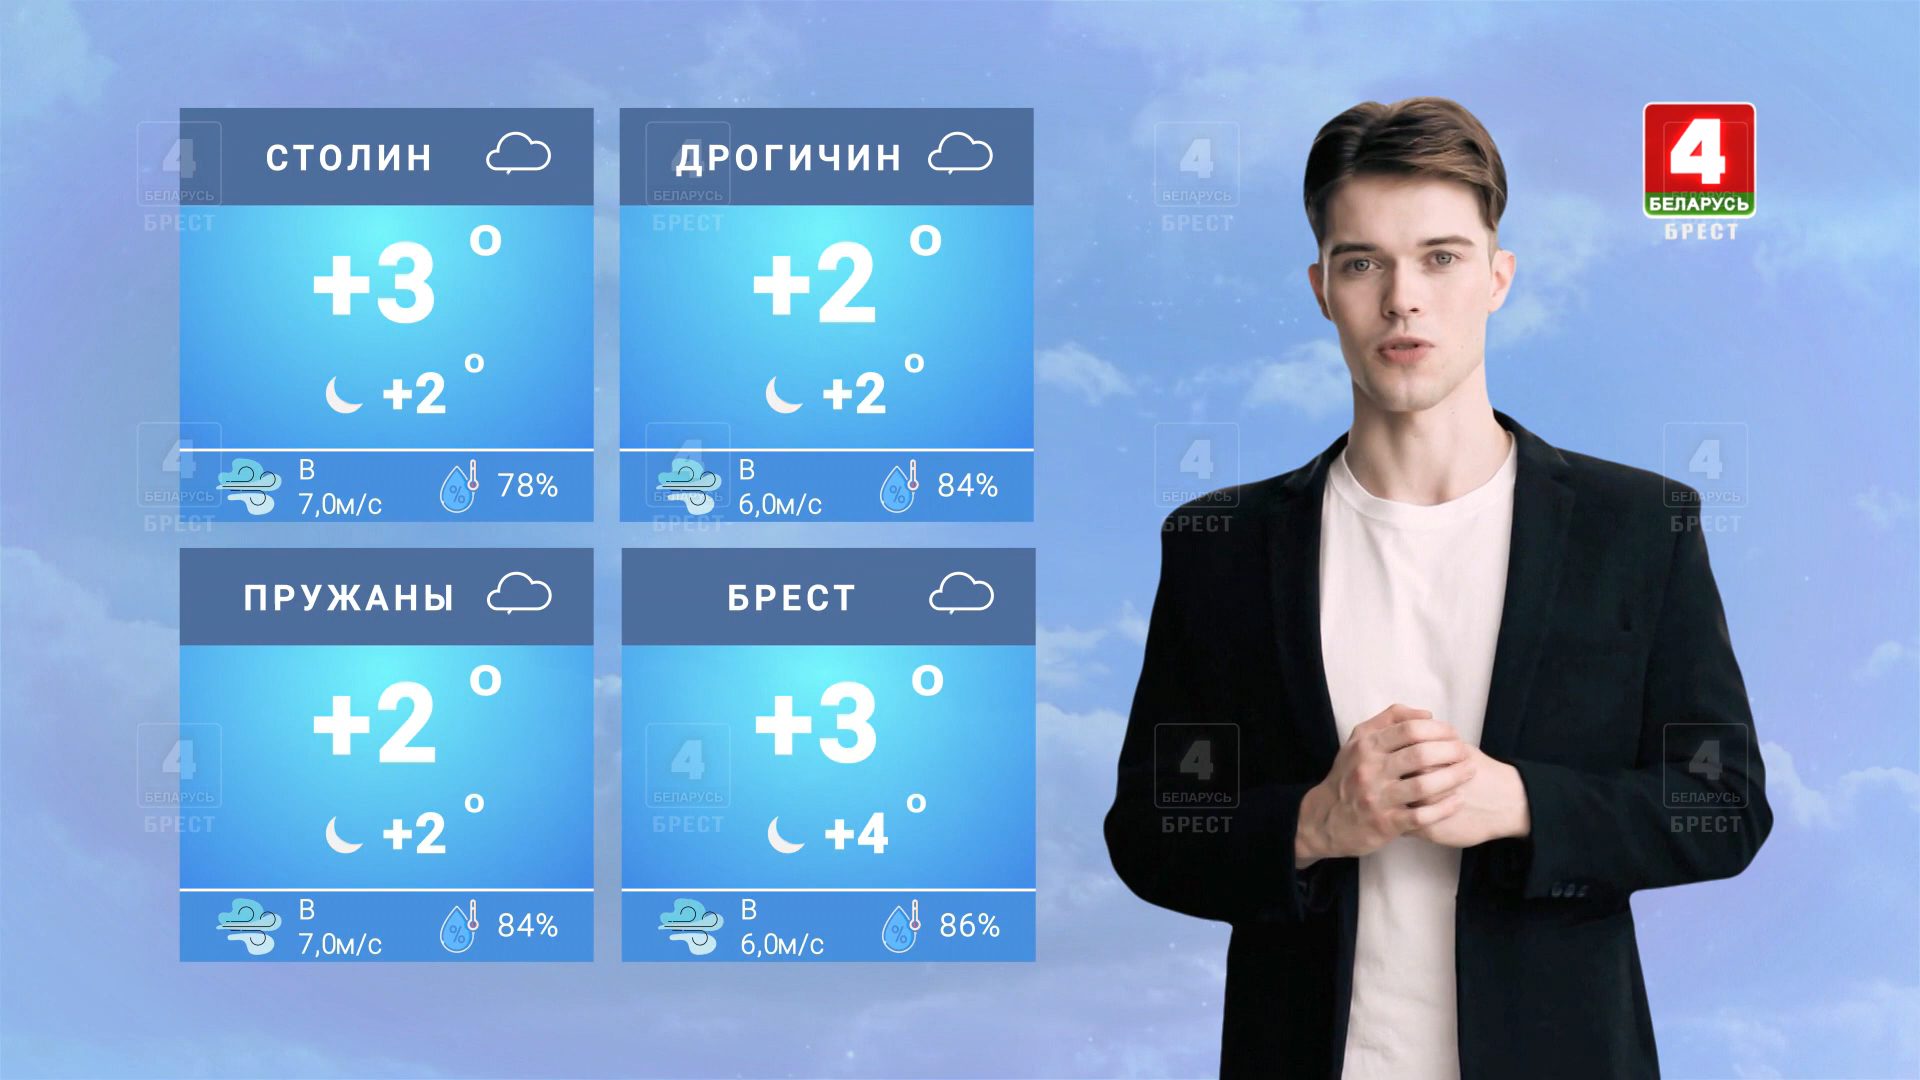 СТОЛИН
+3°
+2°
В
7,0м/с
78%
ДРОГИЧИН
+2°
+2°
В
6,0м/с
84%
ПРУЖАНЫ
+2°
+2°
В
7,0м/с
84%
БРЕСТ
+3°
+4°
В
6,0м/с
86%
4
БЕЛАРУСЬ
БРЕСТ